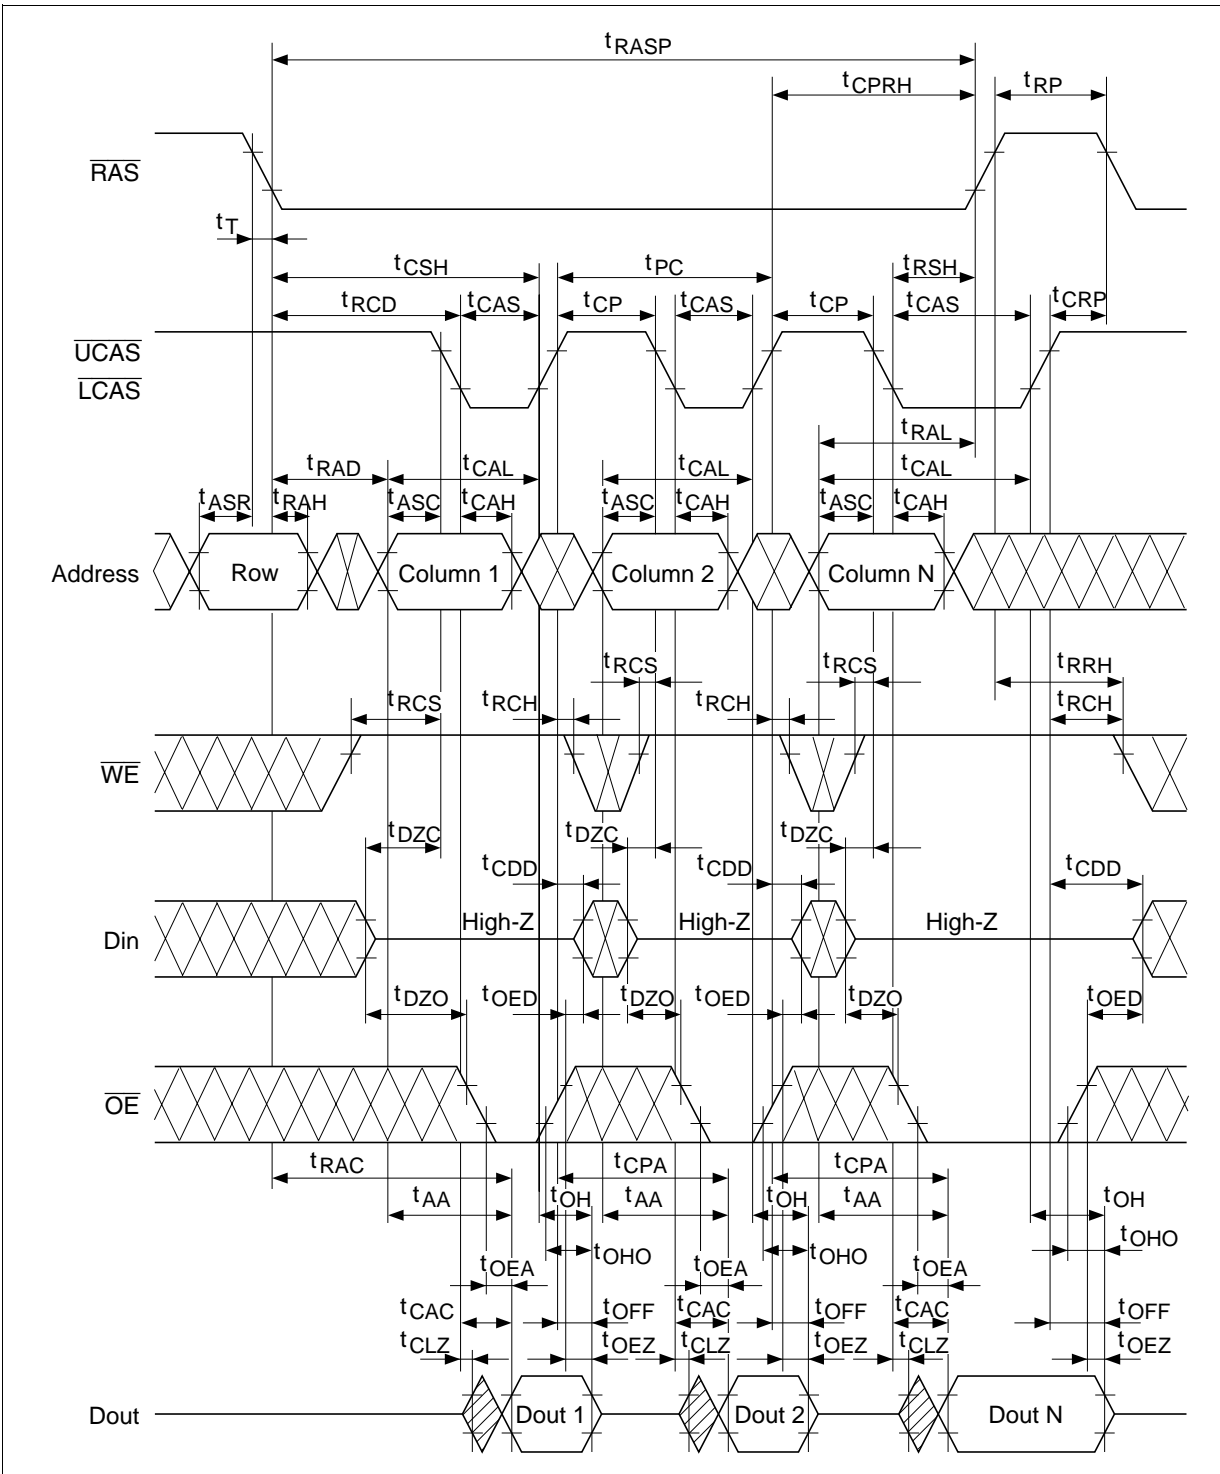 tRASP
tCPRH tRP
RAS
tT
tCSH tPC tRSH
tRCD tCAS tCP tCAS tCP tCAS tCRP
UCAS
LCAS
tRAL
tRAD tCAL tCAL tCAL
tASR tRAH tASC tCAH tASC tCAH tASC tCAH
Address Row Column 1 Column 2 Column N
tRCS tRCS tRRH
tRCS tRCH tRCH tRCH
WE
tDZC tDZC tDZC
tCDD tCDD tCDD
Din High-Z High-Z High-Z
tDZO tOED tDZO tOED tDZO tOED
OE
tRAC tCPA tCPA
tAA tOH tAA tOH tAA tOH
tOHO tOHO tOHO
tOEA tOEA tOEA
tCAC tOFF tCAC tOFF tCAC tOFF
tCLZ tOEZ tCLZ tOEZ tCLZ tOEZ
Dout Dout 1 Dout 2 Dout N